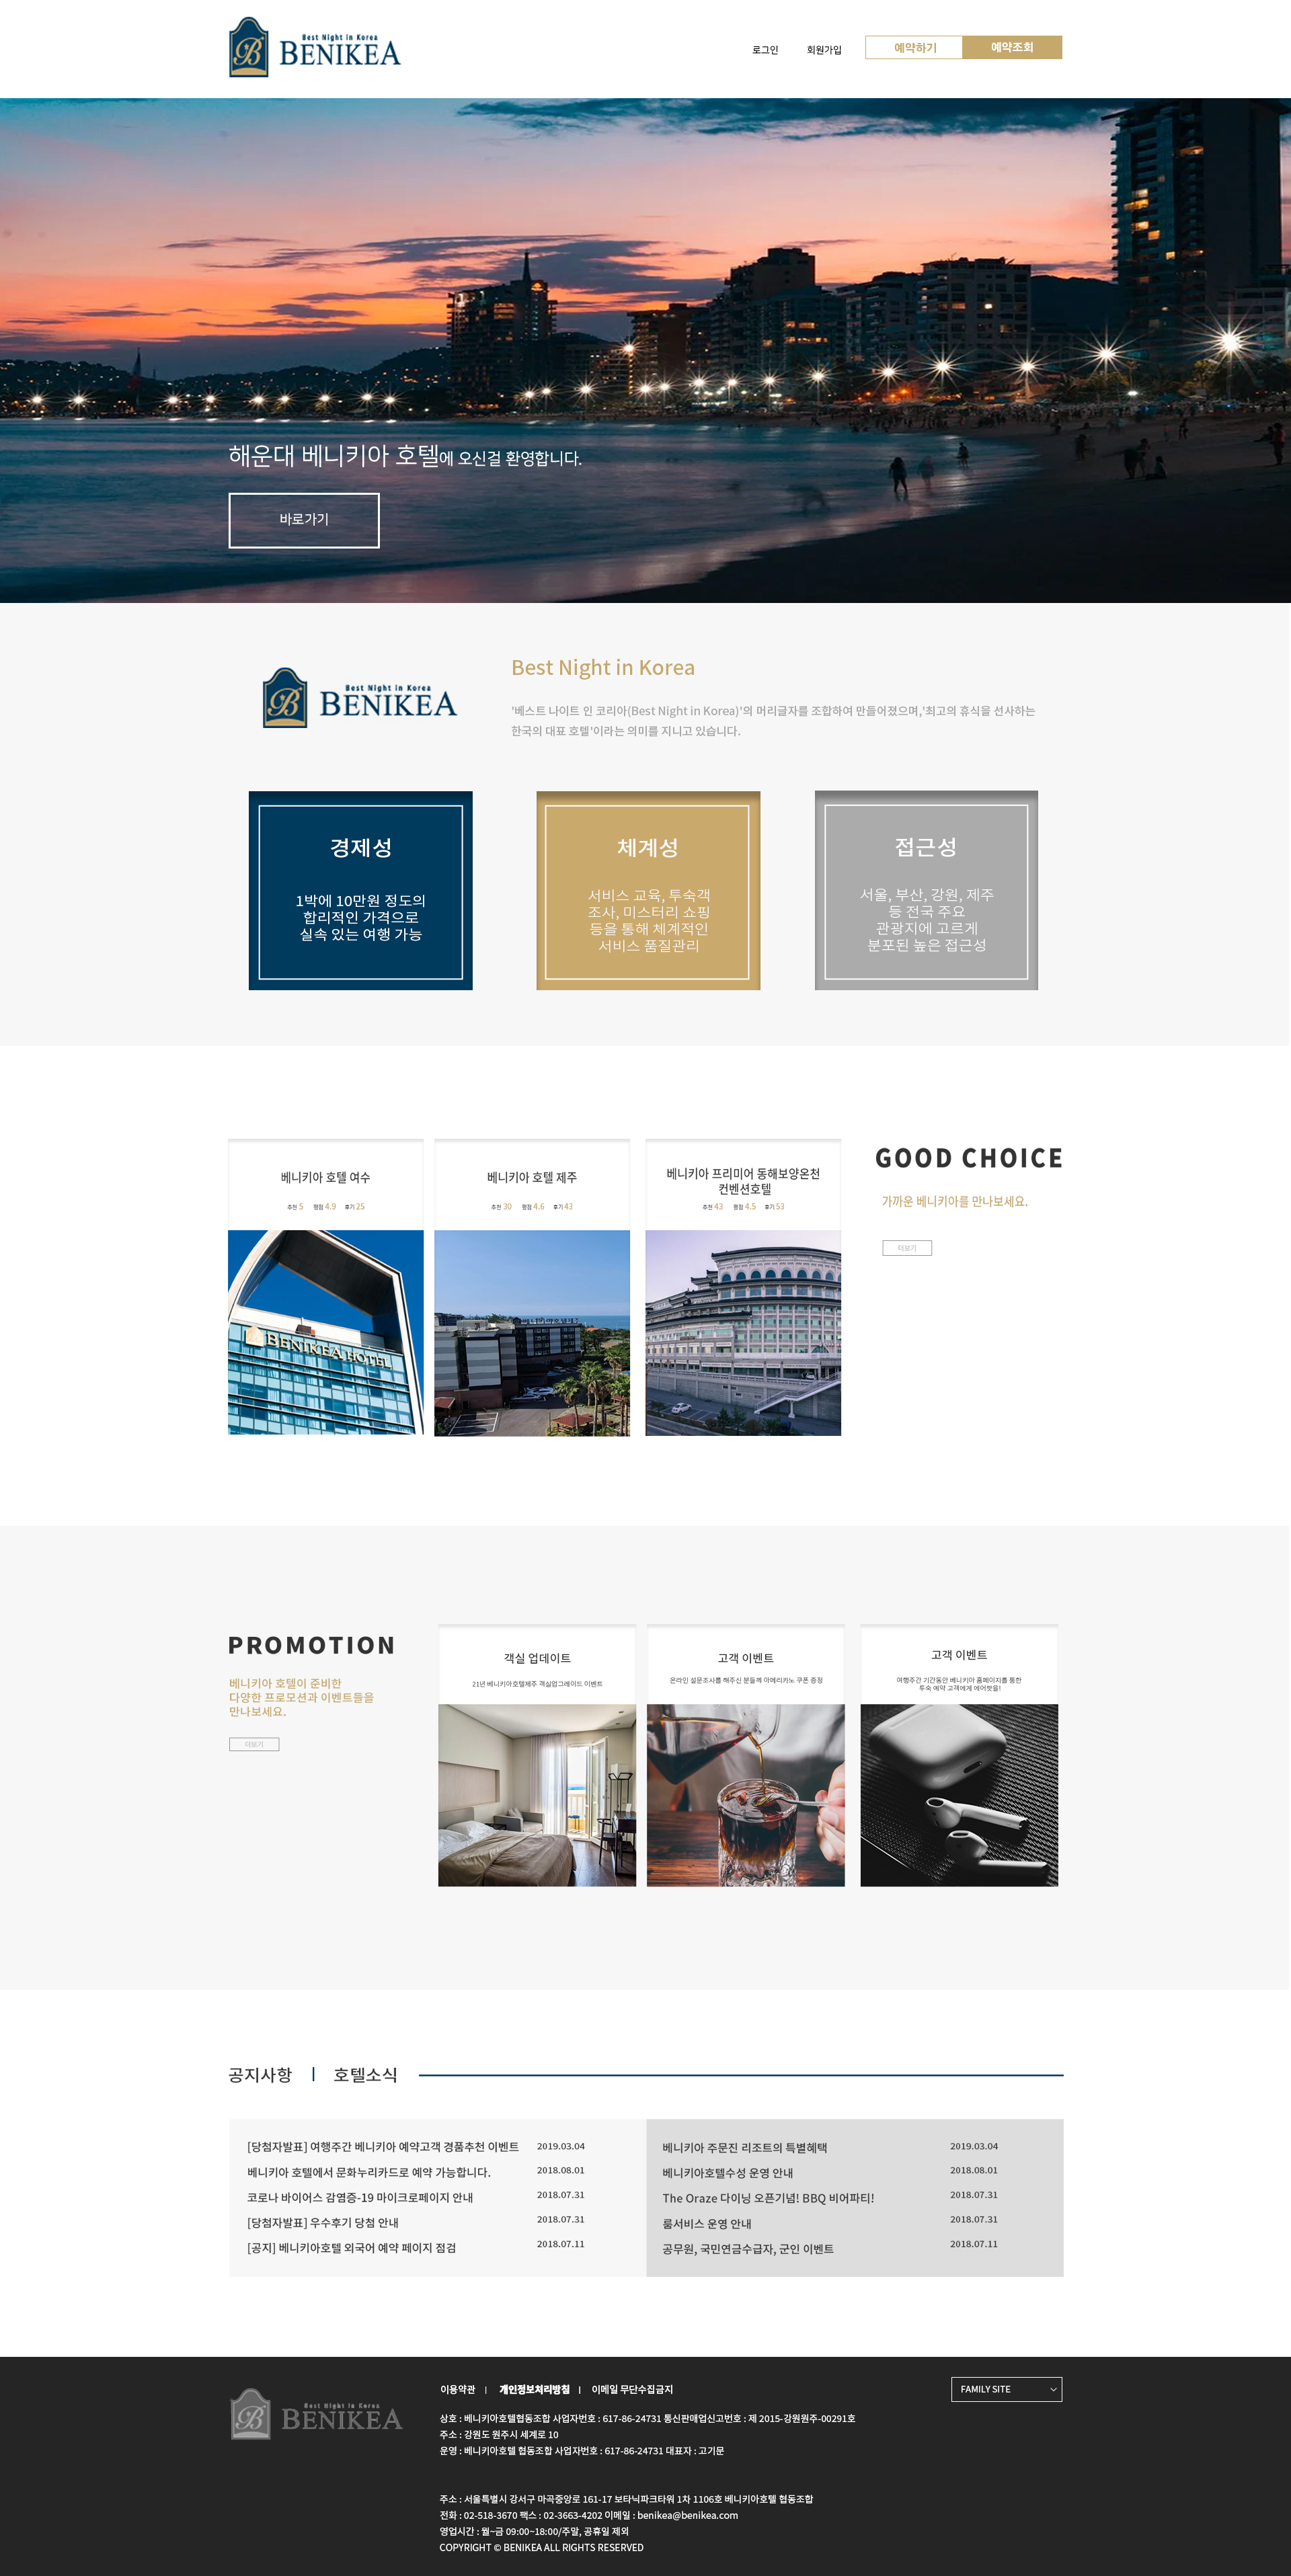 Best Night in Korea
BENIKEA
로그인
회원가입
예약하기
예약조회
해운대 베니키아 호텔에 오신걸 환영합니다.
바로가기
Best Night in Korea
BENIKEA
Best Night in Korea
'베스트 나이트 인 코리아(Best Night in Korea)'의 머리글자를 조합하여 만들어졌으며,'최고의 휴식을 선사하는
한국의 대표 호텔'이라는 의미를 지니고 있습니다.
경제성
1박에 10만원 정도의
합리적인 가격으로
실속 있는 여행 가능
체계성
서비스 교육, 투숙객
조사, 미스터리 쇼핑
등을 통해 체계적인
서비스 품질관리
접근성
서울, 부산, 강원, 제주
등 전국 주요
관광지에 고르게
분포된 높은 접근성
베니키아 호텔 여수
추천 5 평점 4.9 후기 25
BENIKEA HOTEL
베니키아 호텔 제주
추천 30 평점 4.6 후기 43
베니키아 프리미어 동해보양온천
컨벤션호텔
추천 43 평점 4.5 후기 53
GOOD CHOICE
가까운 베니키아를 만나보세요.
더보기
PROMOTION
베니키아 호텔이 준비한
다양한 프로모션과 이벤트들을
만나보세요.
더보기
객실 업데이트
21년 베니키아호텔제주 객실업그레이드 이벤트
고객 이벤트
온라인 설문조사를 해주신 분들께 아메리카노 쿠폰 증정
고객 이벤트
여행주간 기간동안 베니키아 홈페이지를 통한
투숙 예약 고객에게 에어팟을!
공지사항
호텔소식
[당첨자발표] 여행주간 베니키아 예약고객 경품추천 이벤트 2019.03.04
베니키아 호텔에서 문화누리카드로 예약 가능합니다. 2018.08.01
코로나 바이어스 감염증-19 마이크로페이지 안내 2018.07.31
[당첨자발표] 우수후기 당첨 안내 2018.07.31
[공지] 베니키아호텔 외국어 예약 페이지 점검 2018.07.11
베니키아 주문진 리조트의 특별혜택 2019.03.04
베니키아호텔수성 운영 안내 2018.08.01
The Oraze 다이닝 오픈기념! BBQ 비어파티! 2018.07.31
룸서비스 운영 안내 2018.07.31
공무원, 국민연금수급자, 군인 이벤트 2018.07.11
Best Night in Korea
BENIKEA
이용약관 | 개인정보처리방침 | 이메일 무단수집금지
FAMILY SITE
상호 : 베니키아호텔협동조합 사업자번호 : 617-86-24731 통신판매업신고번호 : 제 2015-강원원주-00291호
주소 : 강원도 원주시 세계로 10
운영 : 베니키아호텔 협동조합 사업자번호 : 617-86-24731 대표자 : 고기문
주소 : 서울특별시 강서구 마곡중앙로 161-17 보타닉파크타워 1차 1106호 베니키아호텔 협동조합
전화 : 02-518-3670 팩스 : 02-3663-4202 이메일 : benikea@benikea.com
영업시간 : 월~금 09:00~18:00/주말, 공휴일 제외
COPYRIGHT © BENIKEA ALL RIGHTS RESERVED